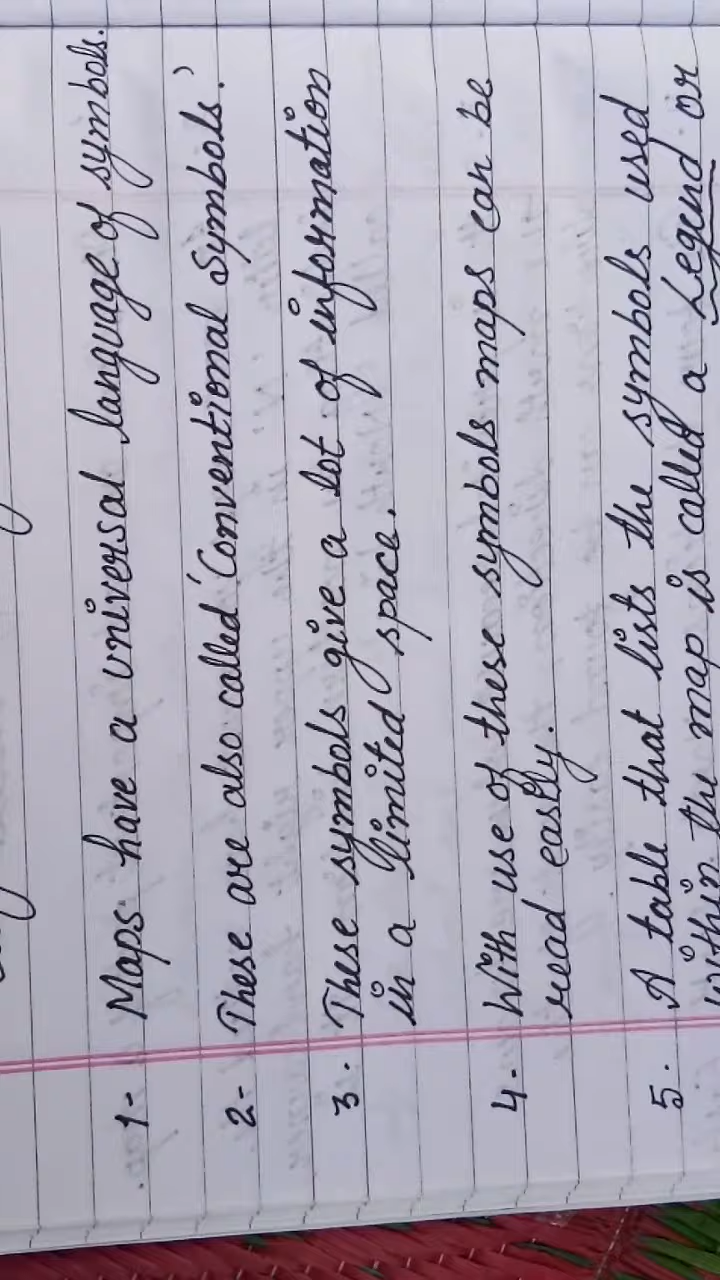 1- Maps have a universal language of symbols.
2- These are also called 'Conventional Symbols.'
3. These symbols give a lot of information
in a limited space.
4. With use of these symbols maps can be
read easily.
5. A table that lists the symbols used
within the map is called a Legend or